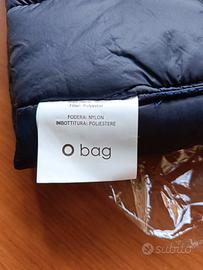 Filler: Polyester
FODERA: NYLON
IMBOTTITURA: POLIESTERE
O bag
subito